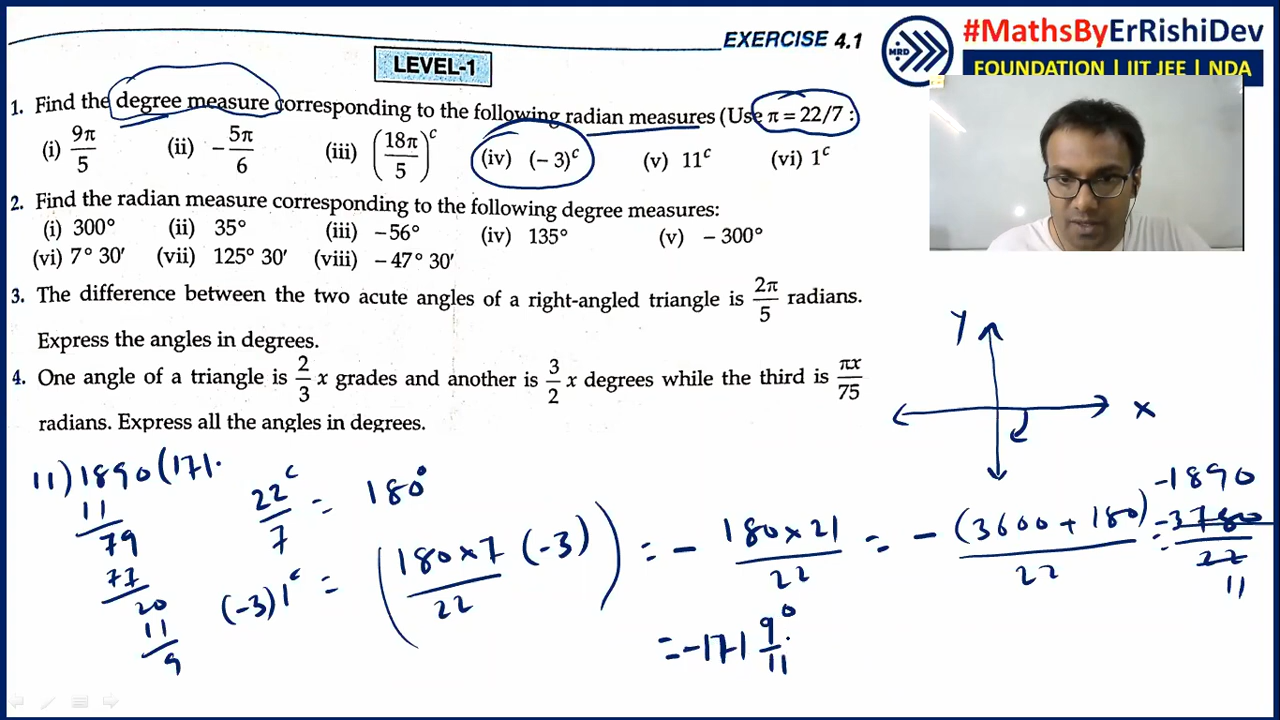 EXERCISE 4.1
#MathsByErRishiDev
MRD
FOUNDATION | IIT JEE | NDA
LEVEL-1
1. Find the degree measure corresponding to the following radian measures (Use π = 22/7 :
(i) 9π/5 (ii) − 5π/6 (iii) (18π/5)ᶜ (iv) (− 3)ᶜ (v) 11ᶜ (vi) 1ᶜ
2. Find the radian measure corresponding to the following degree measures:
(i) 300° (ii) 35° (iii) −56° (iv) 135° (v) − 300°
(vi) 7° 30′ (vii) 125° 30′ (viii) − 47° 30′
3. The difference between the two acute angles of a right-angled triangle is 2π/5 radians.
Express the angles in degrees.
4. One angle of a triangle is 2/3 x grades and another is 3/2 x degrees while the third is πx/75
radians. Express all the angles in degrees.
Y
X
11)1890(171.
11
79
77
20
11
9
22ᶜ/7 = 180°
(−3)1ᶜ = (180×7/22 (−3)) = − 180×21/22 = − (3600+180)/22 = −3780/22
−1890
11
= −171 9/11°